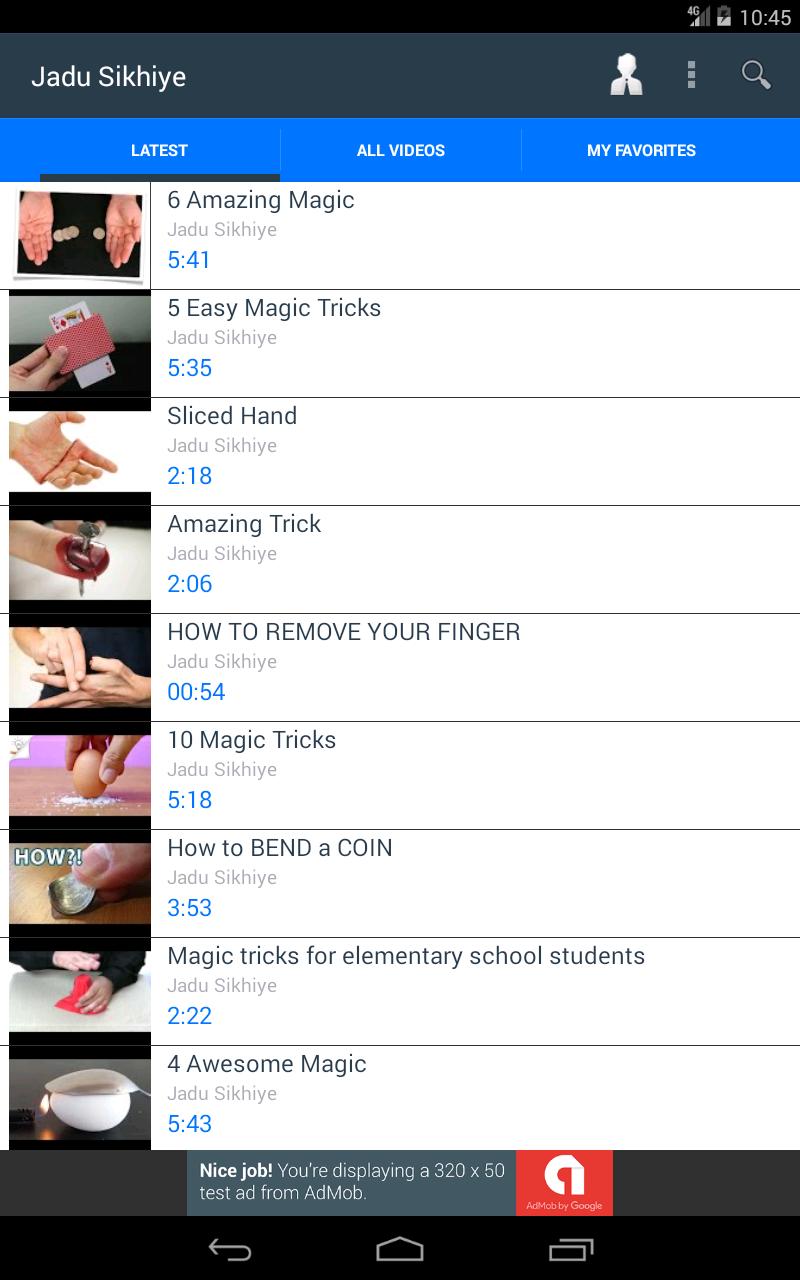 4G 10:45
Jadu Sikhiye
LATEST ALL VIDEOS MY FAVORITES
6 Amazing Magic
Jadu Sikhiye
5:41
5 Easy Magic Tricks
Jadu Sikhiye
5:35
Sliced Hand
Jadu Sikhiye
2:18
Amazing Trick
Jadu Sikhiye
2:06
HOW TO REMOVE YOUR FINGER
Jadu Sikhiye
00:54
10 Magic Tricks
Jadu Sikhiye
5:18
HOW?!
How to BEND a COIN
Jadu Sikhiye
3:53
Magic tricks for elementary school students
Jadu Sikhiye
2:22
4 Awesome Magic
Jadu Sikhiye
5:43
Nice job! You're displaying a 320 x 50
test ad from AdMob.
AdMob by Google